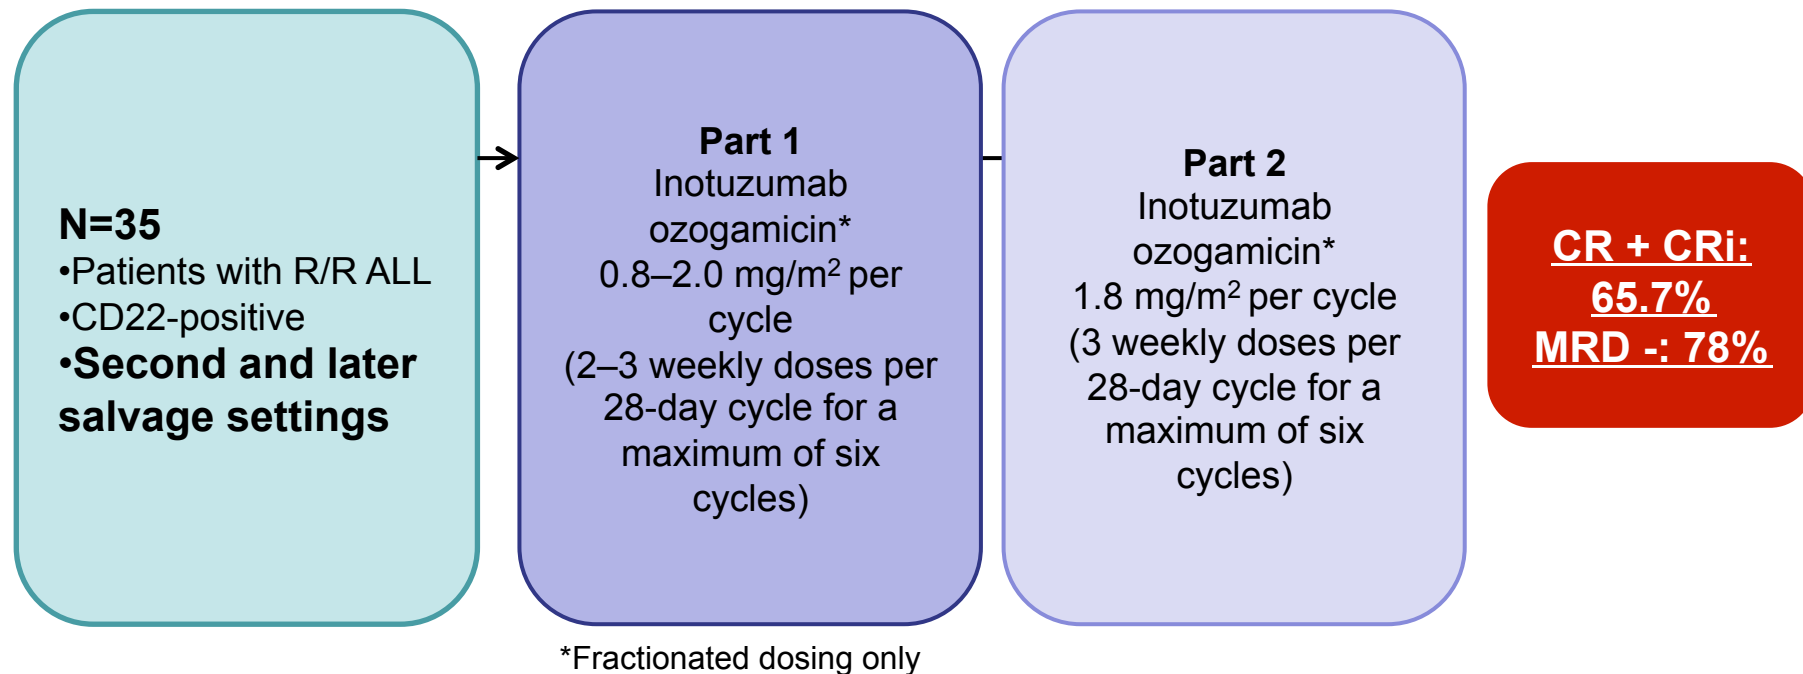 N=35
•Patients with R/R ALL
•CD22-positive
•Second and later
salvage settings
Part 1
Inotuzumab
ozogamicin*
0.8–2.0 mg/m² per
cycle
(2–3 weekly doses per
28-day cycle for a
maximum of six
cycles)
Part 2
Inotuzumab
ozogamicin*
1.8 mg/m² per cycle
(3 weekly doses per
28-day cycle for a
maximum of six
cycles)
CR + CRi:
65.7%
MRD -: 78%
*Fractionated dosing only